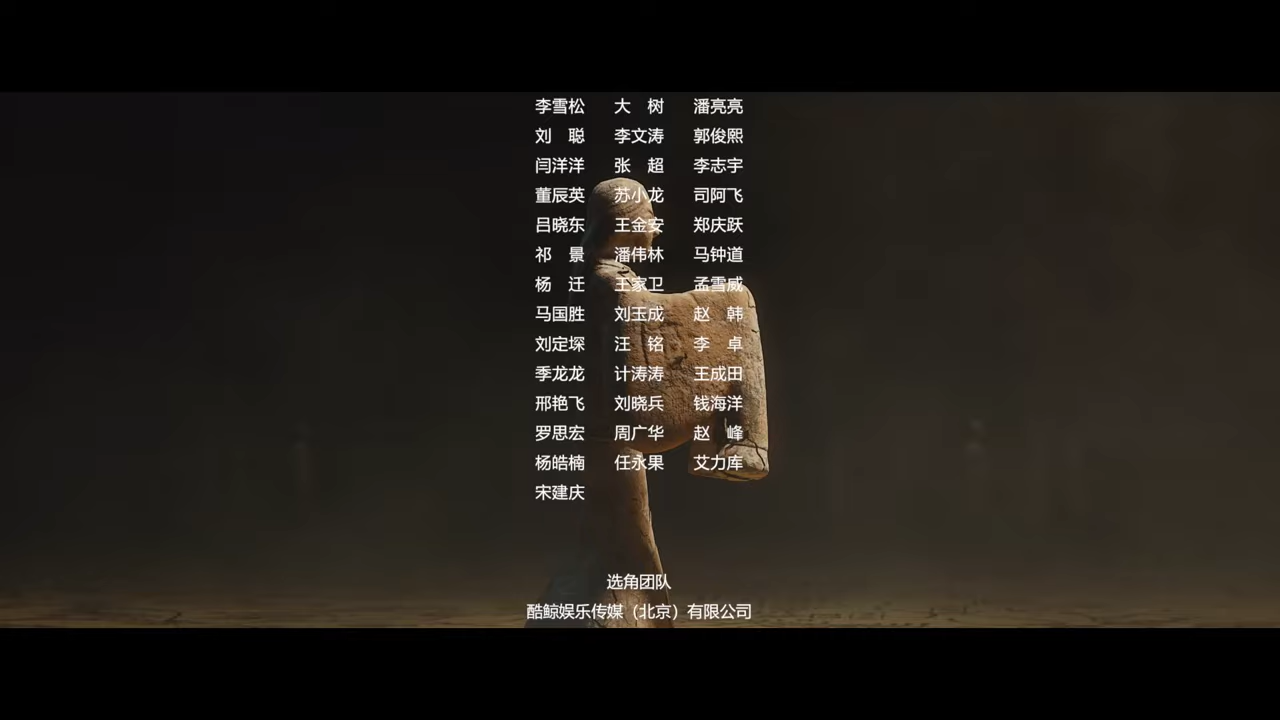 李雪松 大　树 潘亮亮
刘　聪 李文涛 郭俊熙
闫洋洋 张　超 李志宇
董辰英 苏小龙 司阿飞
吕晓东 王金安 郑庆跃
祁　景 潘伟林 马钟道
杨　迁 王家卫 孟雪威
马国胜 刘玉成 赵　韩
刘定琛 汪　铭 李　卓
季龙龙 计涛涛 王成田
邢艳飞 刘晓兵 钱海洋
罗思宏 周广华 赵　峰
杨皓楠 任永果 艾力库
宋建庆
选角团队
酷鲸娱乐传媒（北京）有限公司